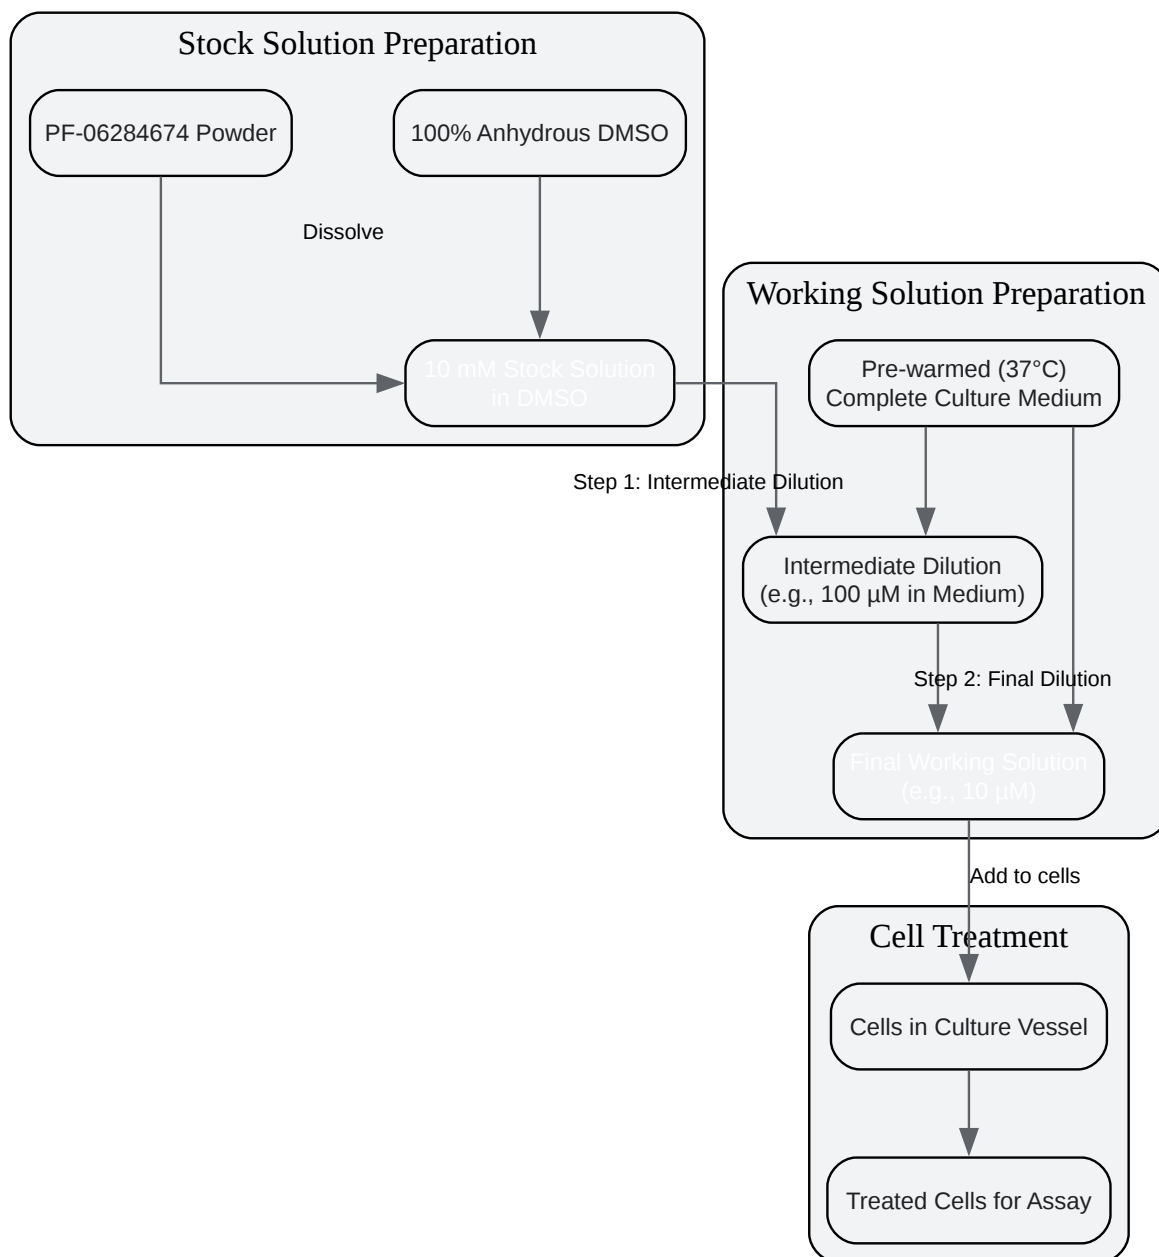 Stock Solution Preparation
PF-06284674 Powder
100% Anhydrous DMSO
Dissolve
10 mM Stock Solution
in DMSO
Working Solution Preparation
Pre-warmed (37°C)
Complete Culture Medium
Step 1: Intermediate Dilution
Intermediate Dilution
(e.g., 100 µM in Medium)
Step 2: Final Dilution
Final Working Solution
(e.g., 10 µM)
Add to cells
Cell Treatment
Cells in Culture Vessel
Treated Cells for Assay